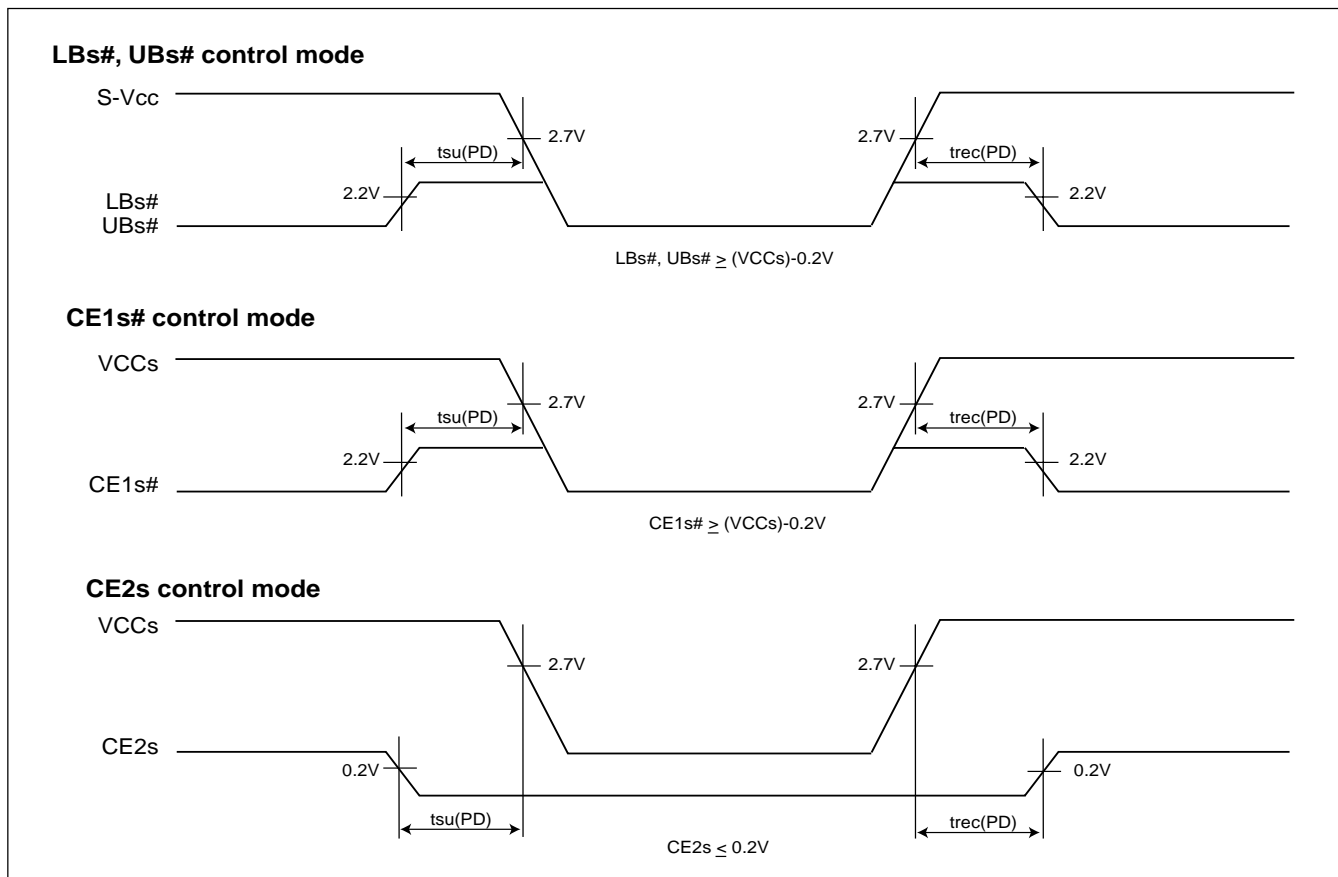 LBs#, UBs# control mode
S-Vcc
2.7V
2.7V
tsu(PD)
trec(PD)
2.2V
2.2V
LBs#
UBs#
LBs#, UBs# ≥ (VCCs)-0.2V
CE1s# control mode
VCCs
2.7V
2.7V
tsu(PD)
trec(PD)
2.2V
2.2V
CE1s#
CE1s# ≥ (VCCs)-0.2V
CE2s control mode
VCCs
2.7V
2.7V
CE2s
0.2V
0.2V
tsu(PD)
trec(PD)
CE2s ≤ 0.2V